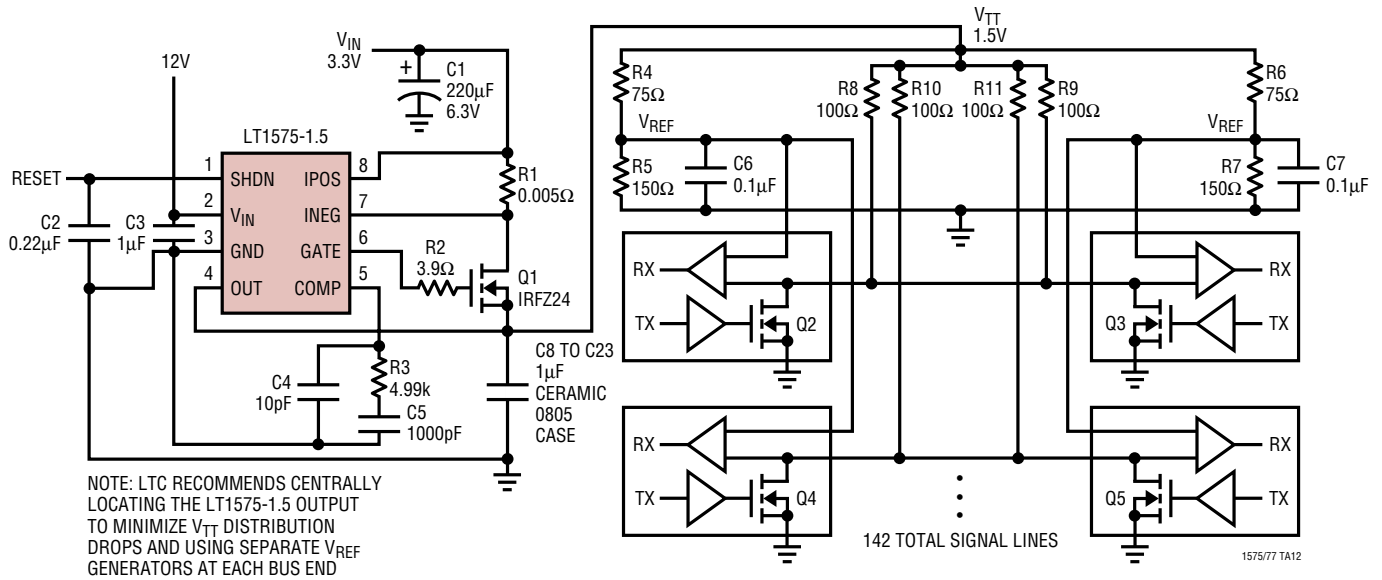 12V
V_IN
3.3V
+
C1
220µF
6.3V
LT1575-1.5
RESET
1
2
3
4
SHDN
V_IN
GND
OUT
IPOS
INEG
GATE
COMP
8
7
6
5
C2
0.22µF
C3
1µF
R1
0.005Ω
R2
3.9Ω
Q1
IRFZ24
C4
10pF
R3
4.99k
C5
1000pF
C8 TO C23
1µF
CERAMIC
0805
CASE
NOTE: LTC RECOMMENDS CENTRALLY
LOCATING THE LT1575-1.5 OUTPUT
TO MINIMIZE V_TT DISTRIBUTION
DROPS AND USING SEPARATE V_REF
GENERATORS AT EACH BUS END
V_TT
1.5V
R4
75Ω
R8
100Ω
R10
100Ω
R11
100Ω
R9
100Ω
R6
75Ω
V_REF
V_REF
R5
150Ω
C6
0.1µF
R7
150Ω
C7
0.1µF
RX
TX
Q2
RX
TX
Q3
RX
TX
Q4
RX
TX
Q5
142 TOTAL SIGNAL LINES
1575/77 TA12